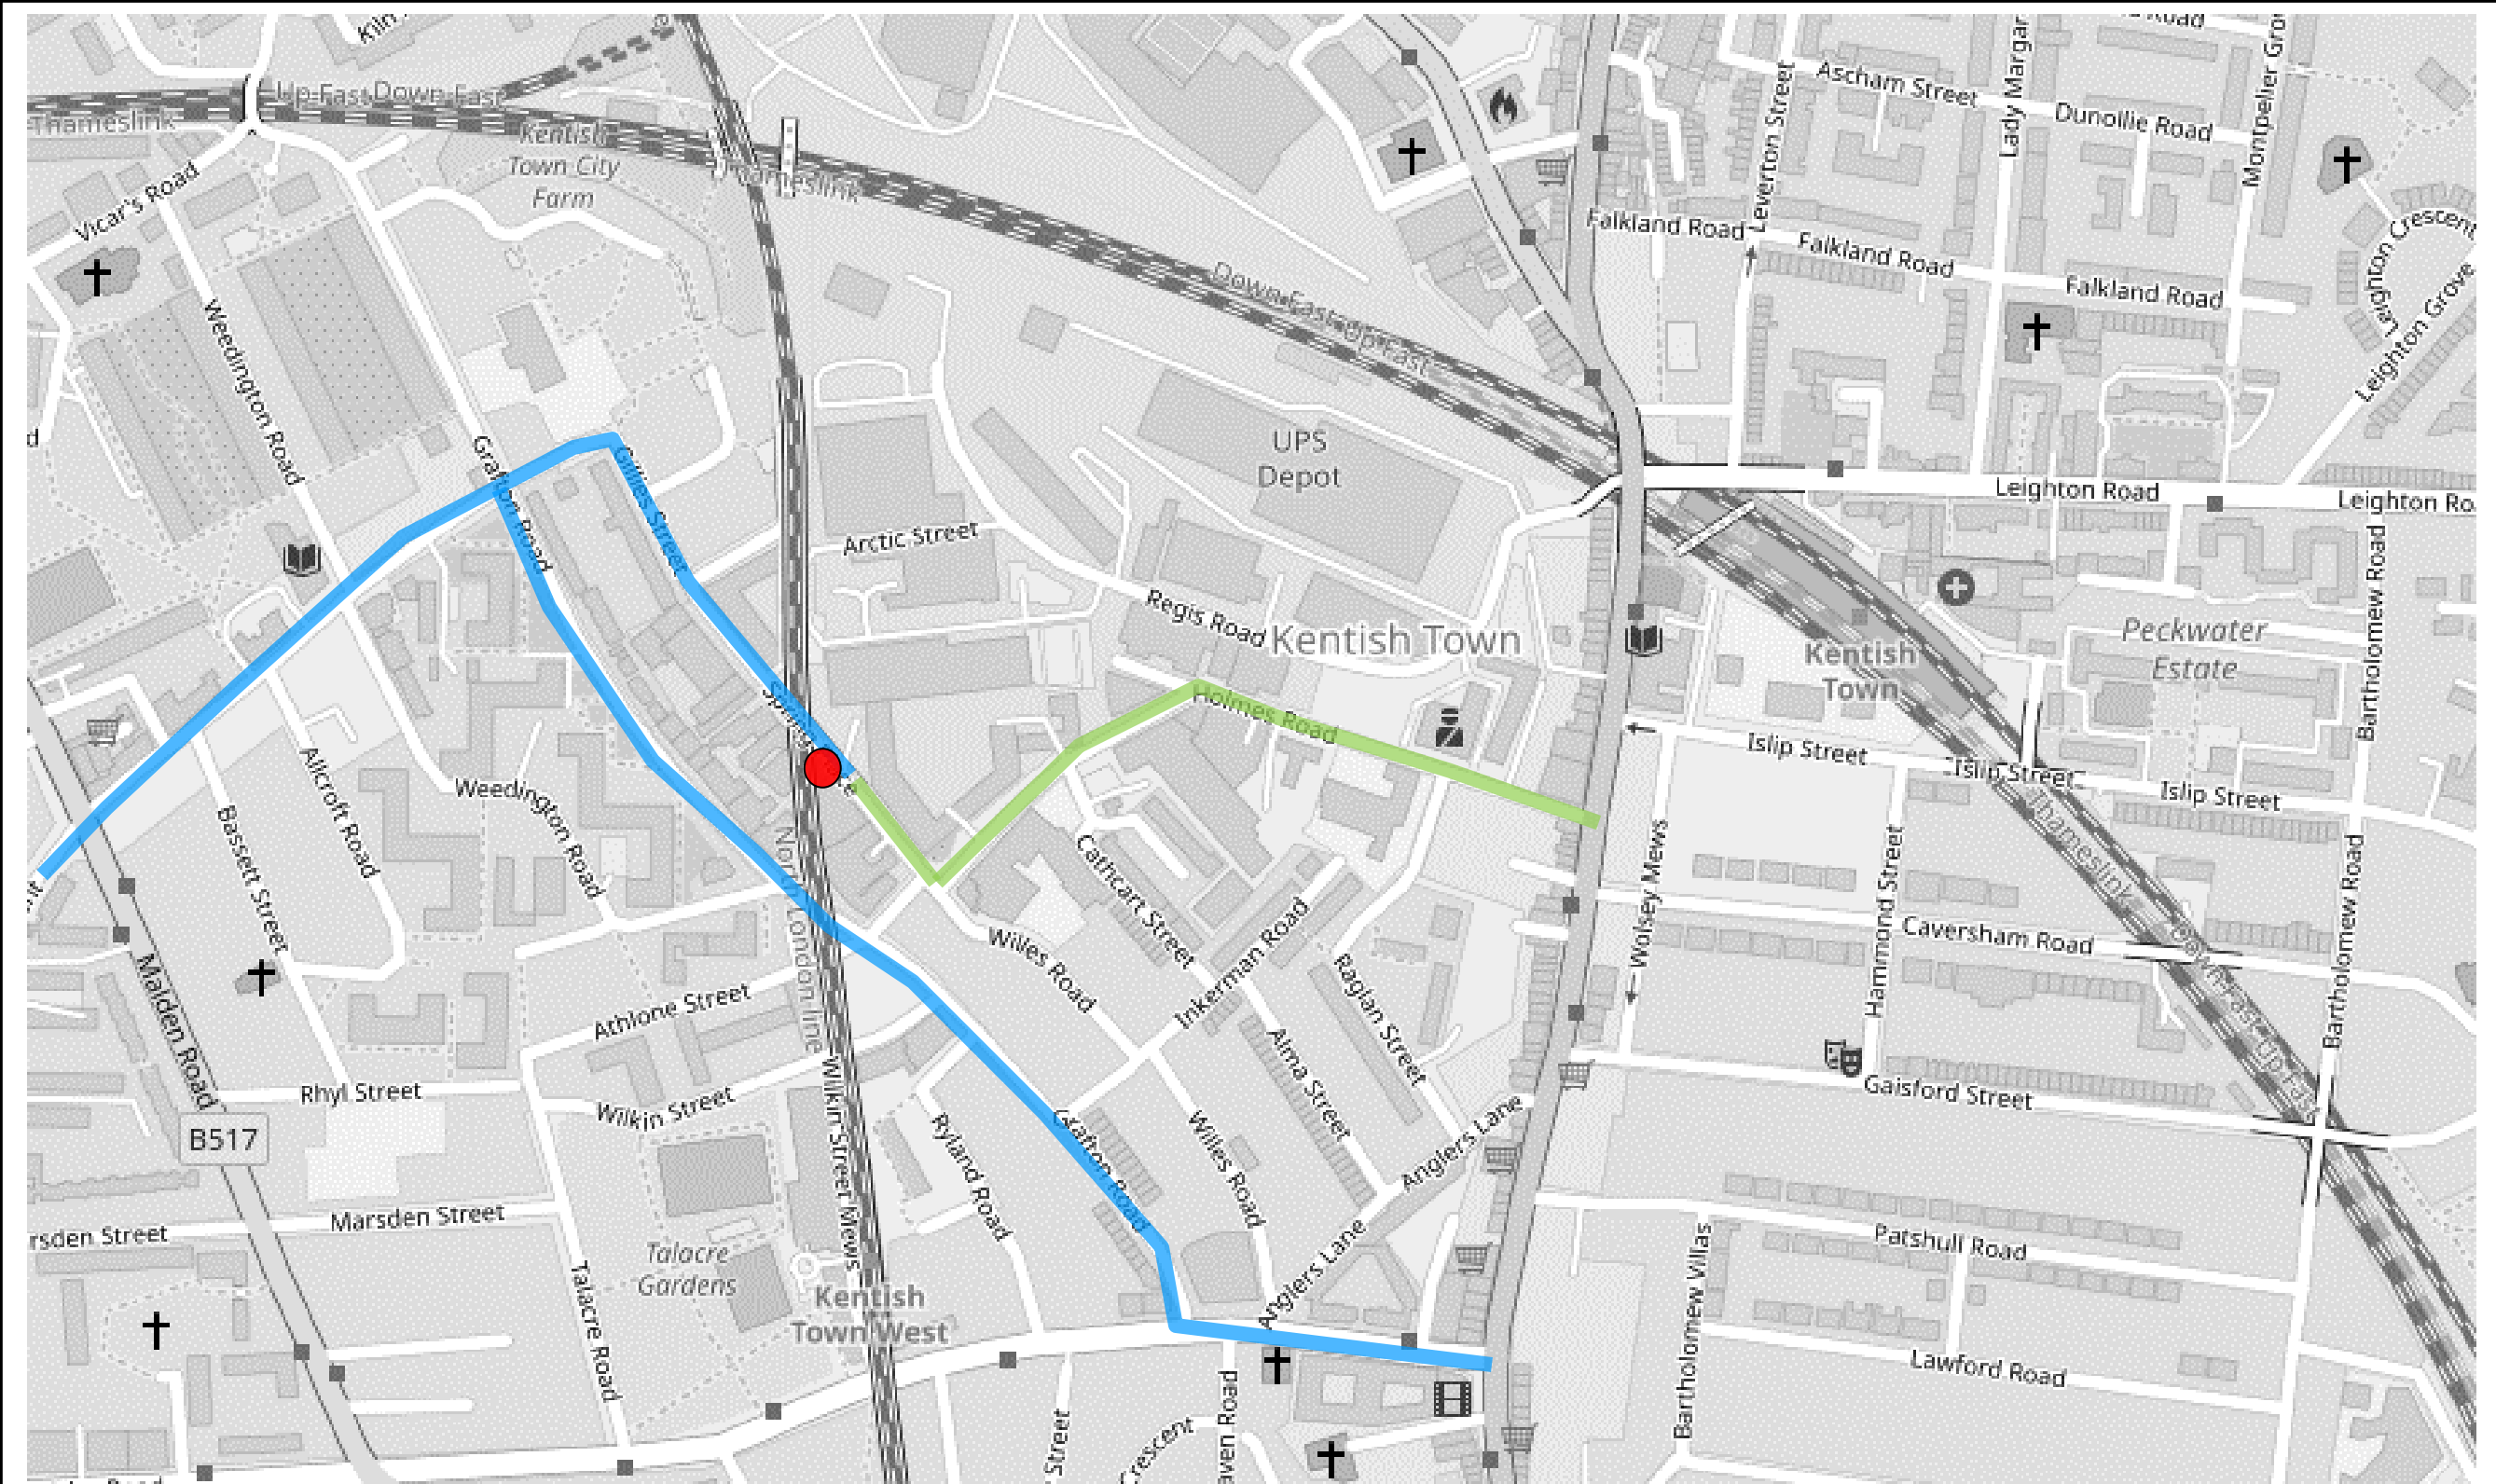 Up Fast
Down Fast
Thameslink
Kentish
Town City
Farm
Thameslink
Vicar's Road
Ascham Street
Dunollie Road
Lady Margar
Montpelier Gro
Leverton Street
Falkland Road
Falkland Road
Falkland Road
Leighton Crescent
Leighton Grove
Down Fast
Up Fast
Weedington Road
Grafton Road
Gillies Street
UPS
Depot
Arctic Street
Leighton Road
Leighton Ro
Regis Road
Kentish Town
Kentish
Town
Peckwater
Estate
Bartholomew Road
Holmes Road
Islip Street
Islip Street
Islip Street
Weedington Road
Allcroft Road
Bassett Street
Cathcart Street
Wolsey Mews
Hammond Street
Thameslink
Bartholomew Road
Caversham Road
Willes Road
Inkerman Road
Raglan Street
Malden Road
Athlone Street
North London line
Alma Street
Down Fast
Up Fast
Rhyl Street
Wilkin Street
Wilkin Street Mews
Gaisford Street
B517
Ryland Road
Grafton Road
Willes Road
Anglers Lane
rsden Street
Marsden Street
Talacre
Gardens
Talacre Road
Kentish
Town West
Anglers Lane
Patshull Road
Bartholomew Villas
Lawford Road
Street
Crescent
aven Road